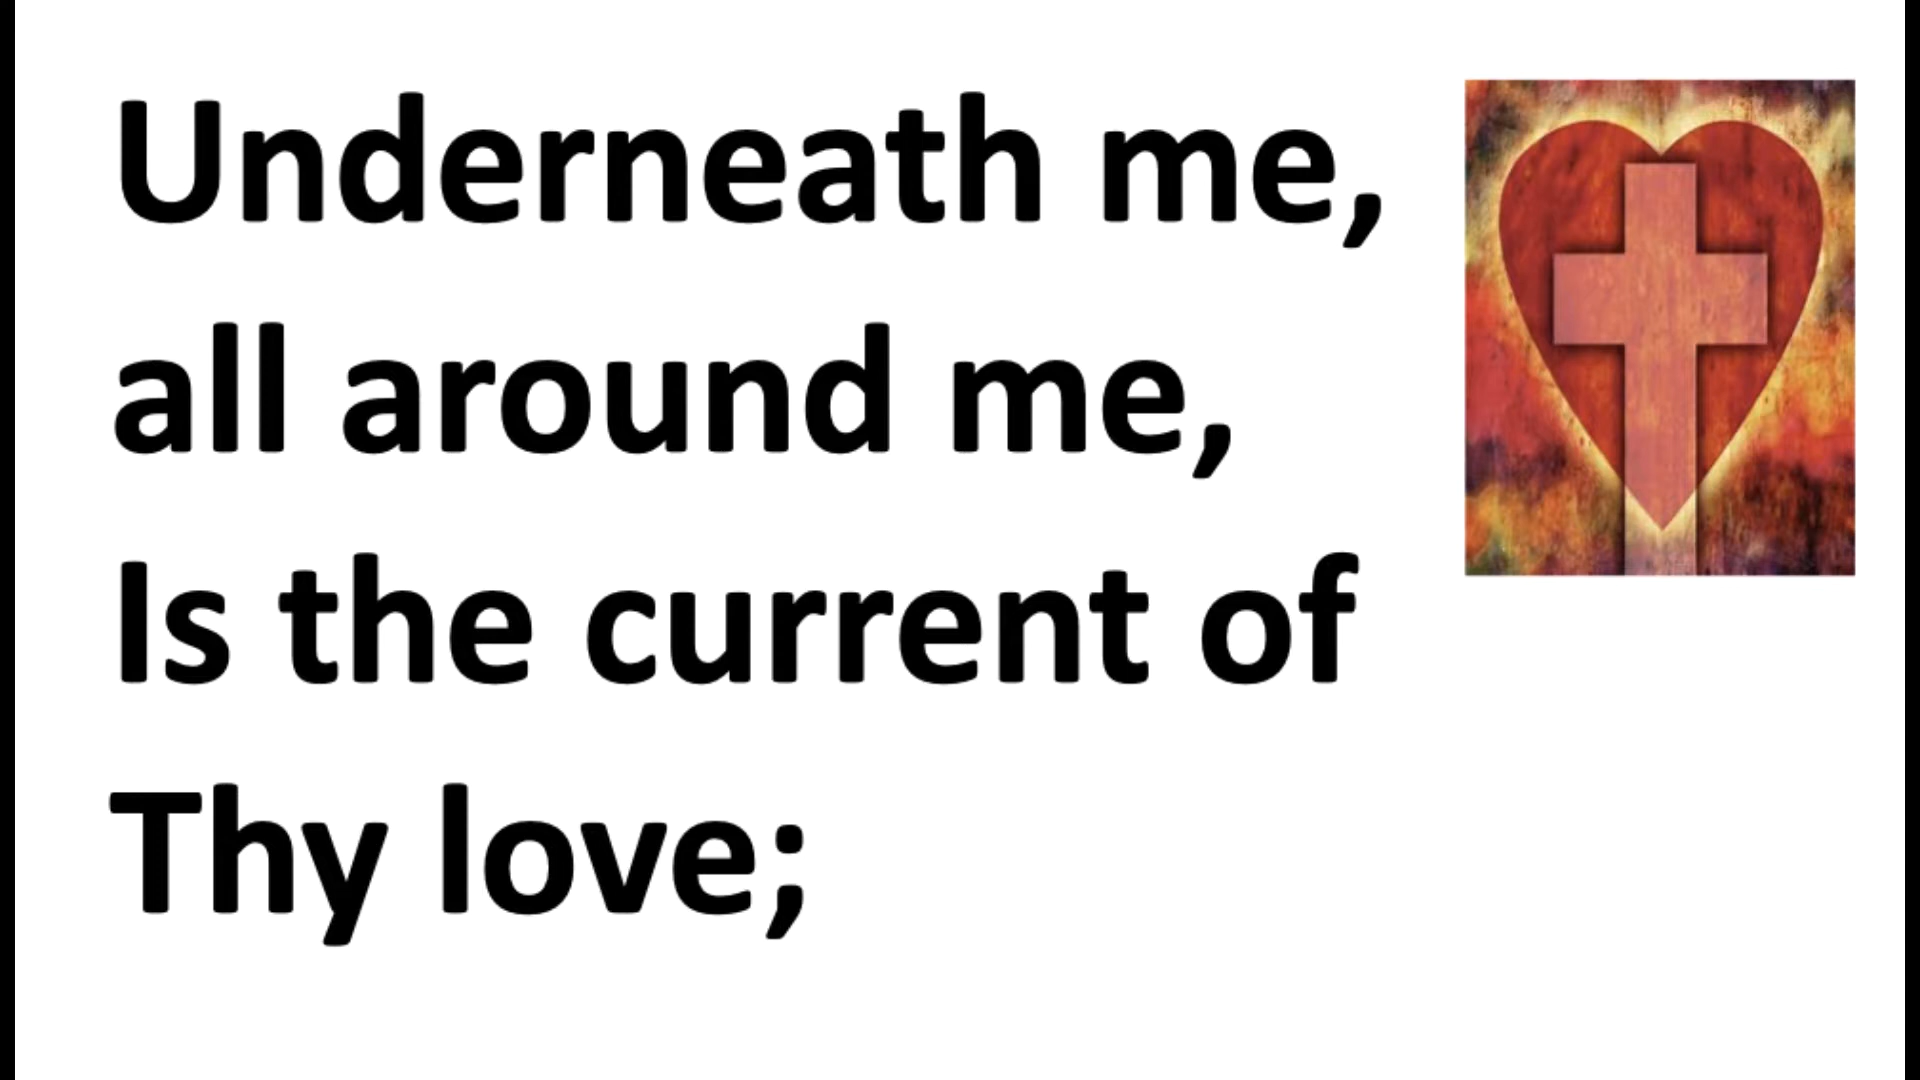 Underneath me,
all around me,
Is the current of
Thy love;